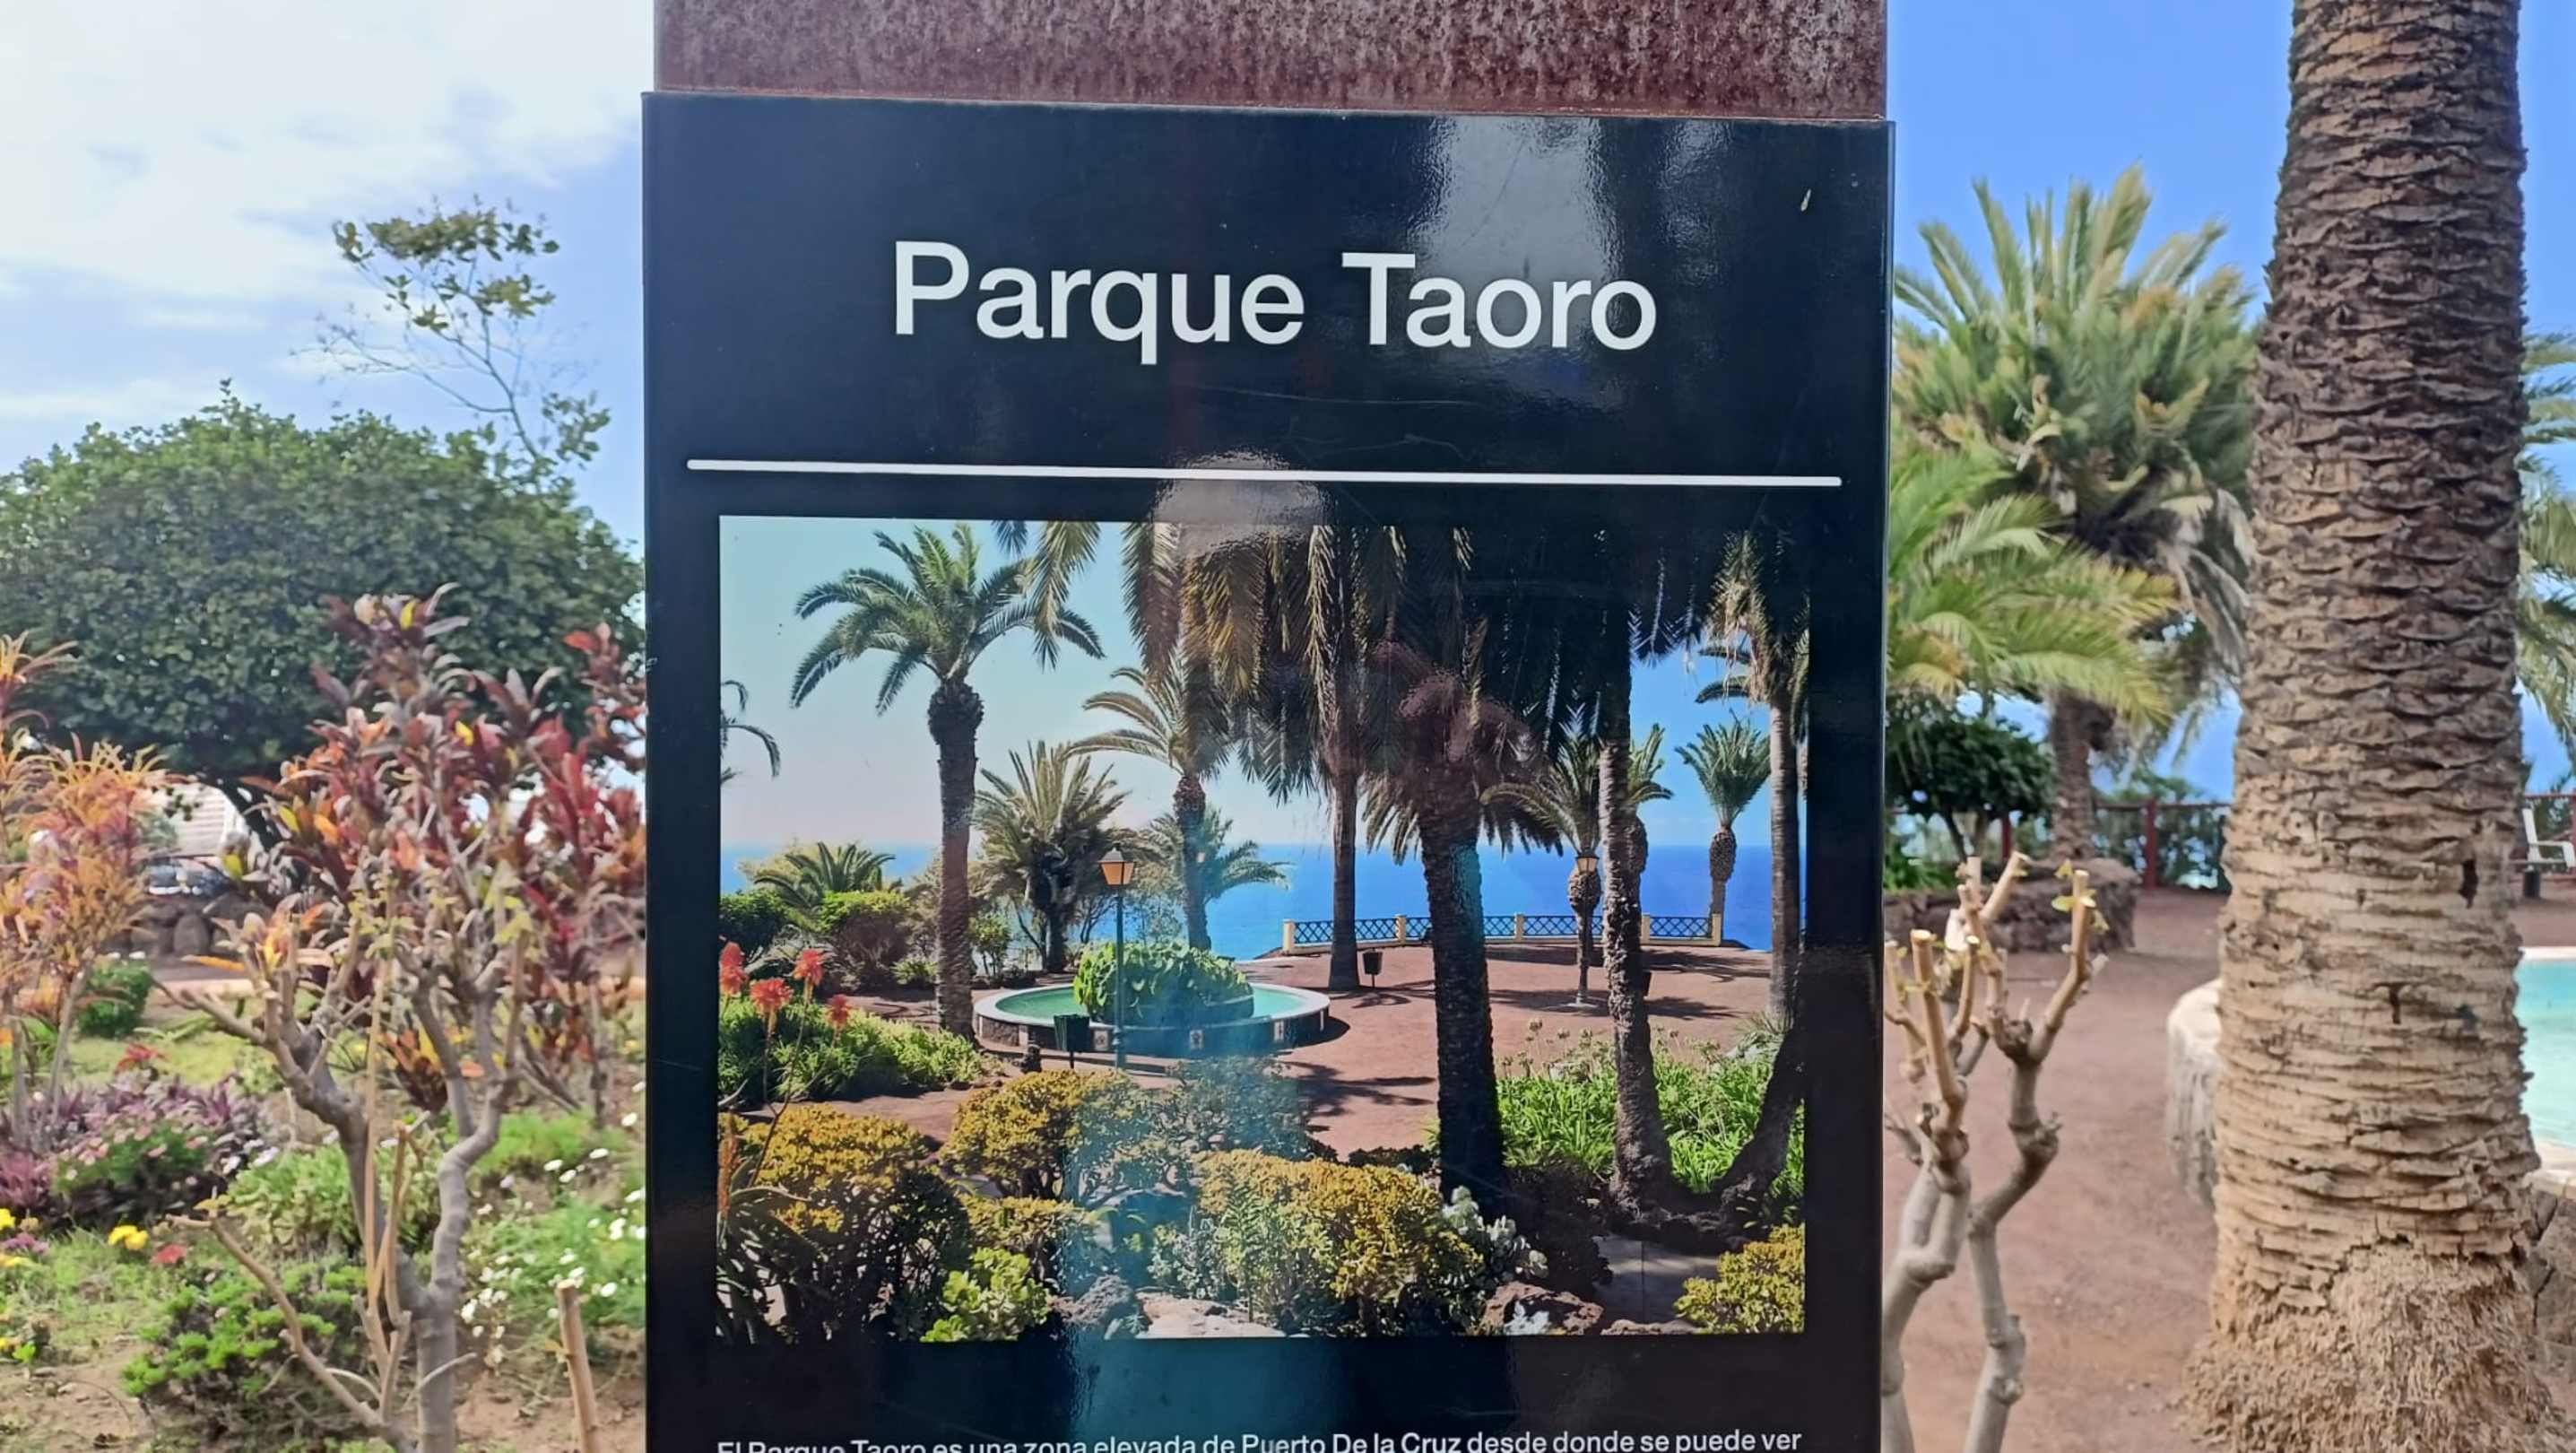 Parque Taoro
El Parque Taoro es una zona elevada de Puerto De la Cruz desde donde se puede ver